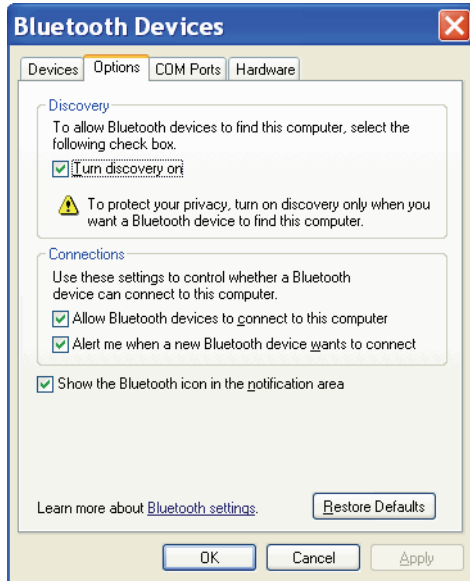 Bluetooth Devices
Devices Options COM Ports Hardware
Discovery
To allow Bluetooth devices to find this computer, select the
following check box.
Turn discovery on
To protect your privacy, turn on discovery only when you
want a Bluetooth device to find this computer.
Connections
Use these settings to control whether a Bluetooth
device can connect to this computer.
Allow Bluetooth devices to connect to this computer
Alert me when a new Bluetooth device wants to connect
Show the Bluetooth icon in the notification area
Learn more about Bluetooth settings. Restore Defaults
OK Cancel Apply